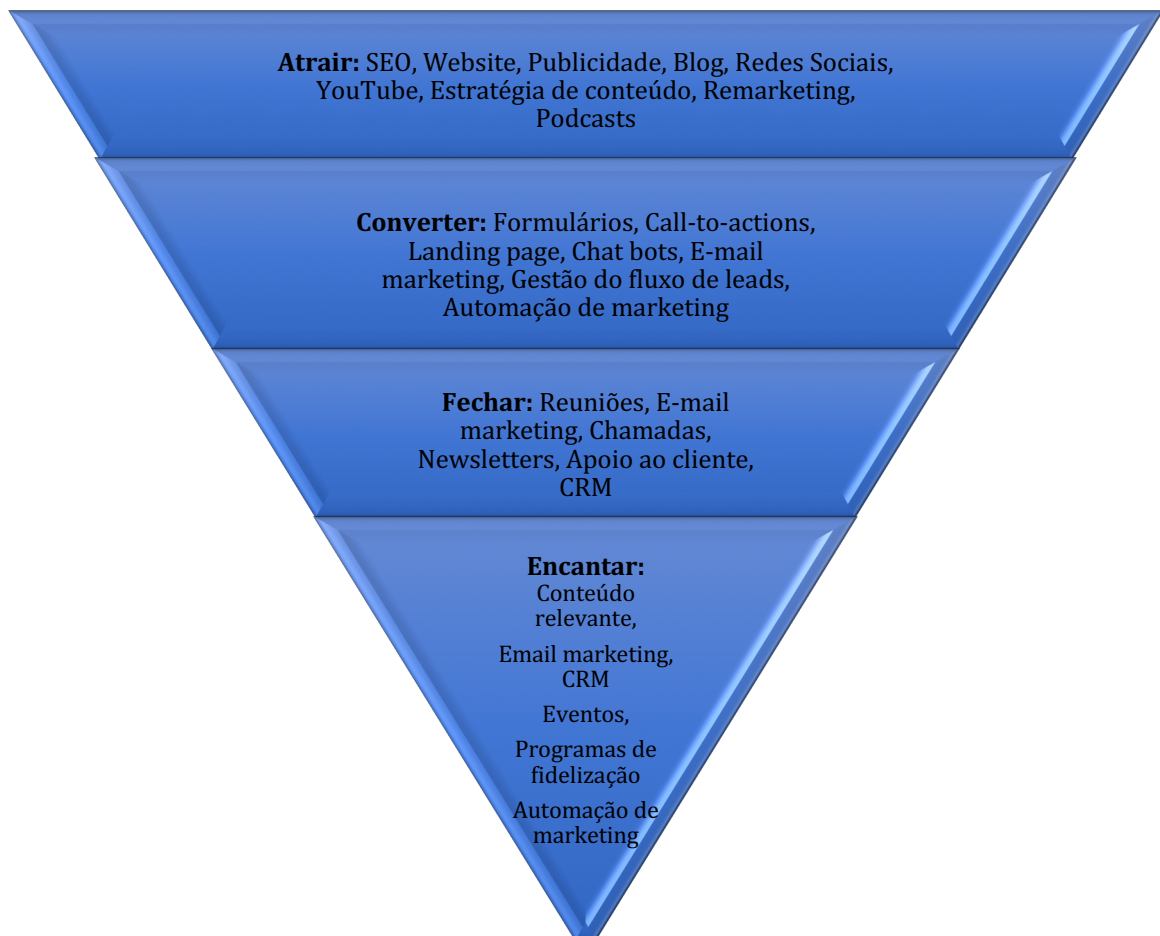 Atrair: SEO, Website, Publicidade, Blog, Redes Sociais,
YouTube, Estratégia de conteúdo, Remarketing,
Podcasts
Converter: Formulários, Call-to-actions,
Landing page, Chat bots, E-mail
marketing, Gestão do fluxo de leads,
Automação de marketing
Fechar: Reuniões, E-mail
marketing, Chamadas,
Newsletters, Apoio ao cliente,
CRM
Encantar:
Conteúdo
relevante,
Email marketing,
CRM
Eventos,
Programas de
fidelização
Automação de
marketing